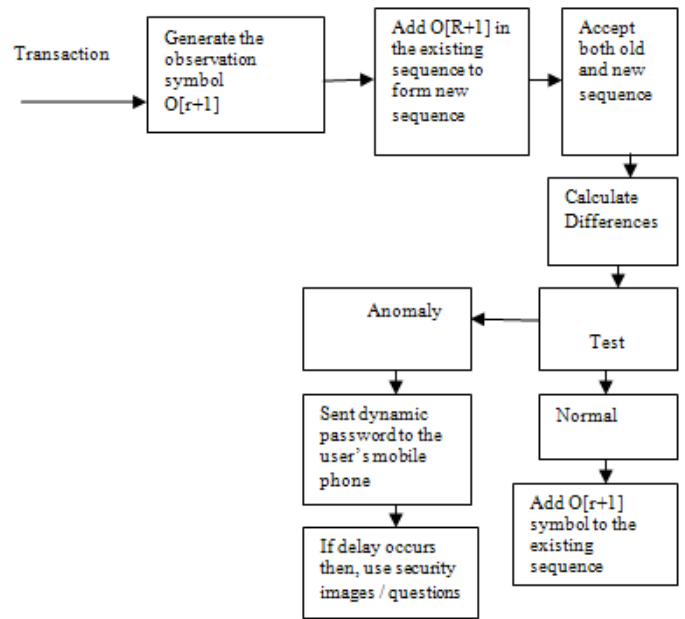 Transaction
Generate the
observation
symbol
O[r+1]
Add O[R+1] in
the existing
sequence to
form new
sequence
Accept
both old
and new
sequence
Calculate
Differences
Test
Anomaly
Sent dynamic
password to the
user's mobile
phone
If delay occurs
then, use security
images / questions
Normal
Add O[r+1]
symbol to the
existing
sequence